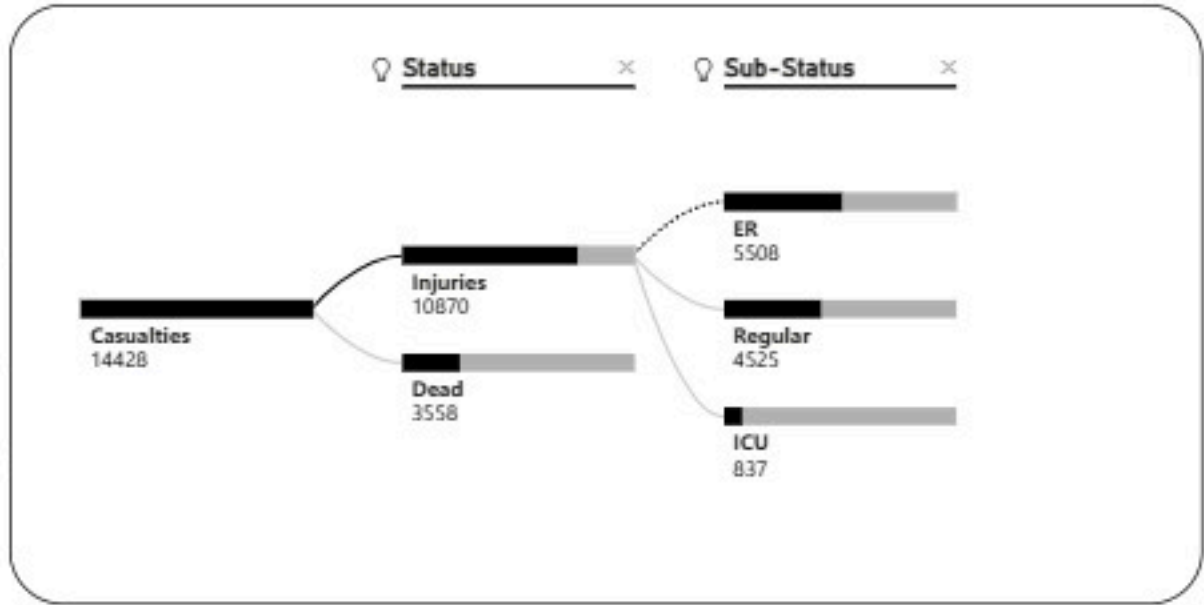 Status
Sub-Status
Casualties
14428
Injuries
10870
Dead
3558
ER
5508
Regular
4525
ICU
837